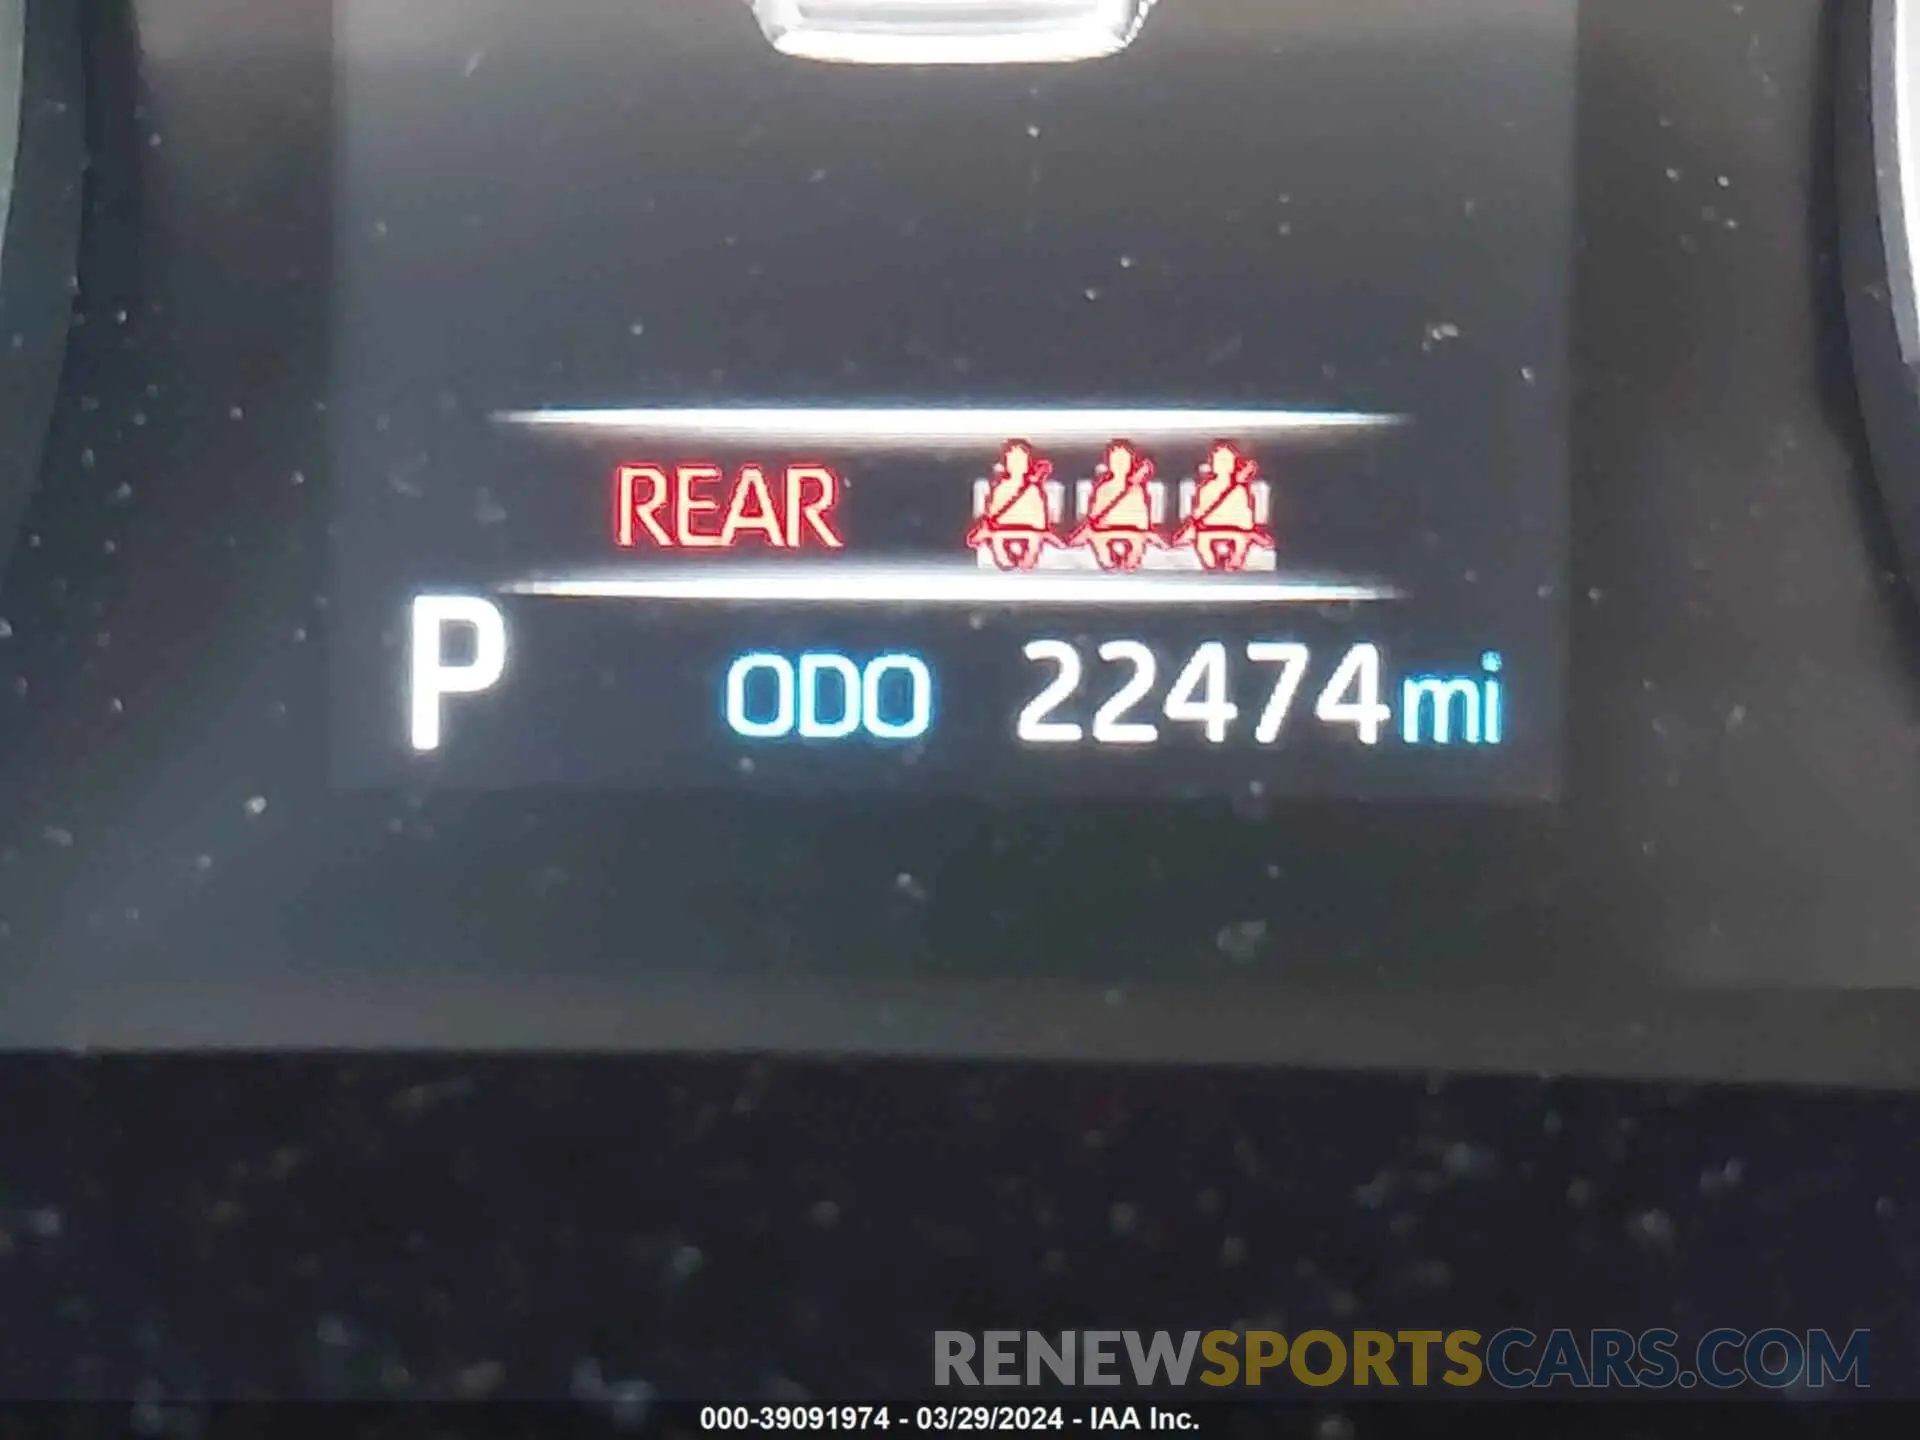 REAR
P ODO 22474 mi
RENEWSPORTSCARS.COM
000-39091974 - 03/29/2024 - IAA Inc.